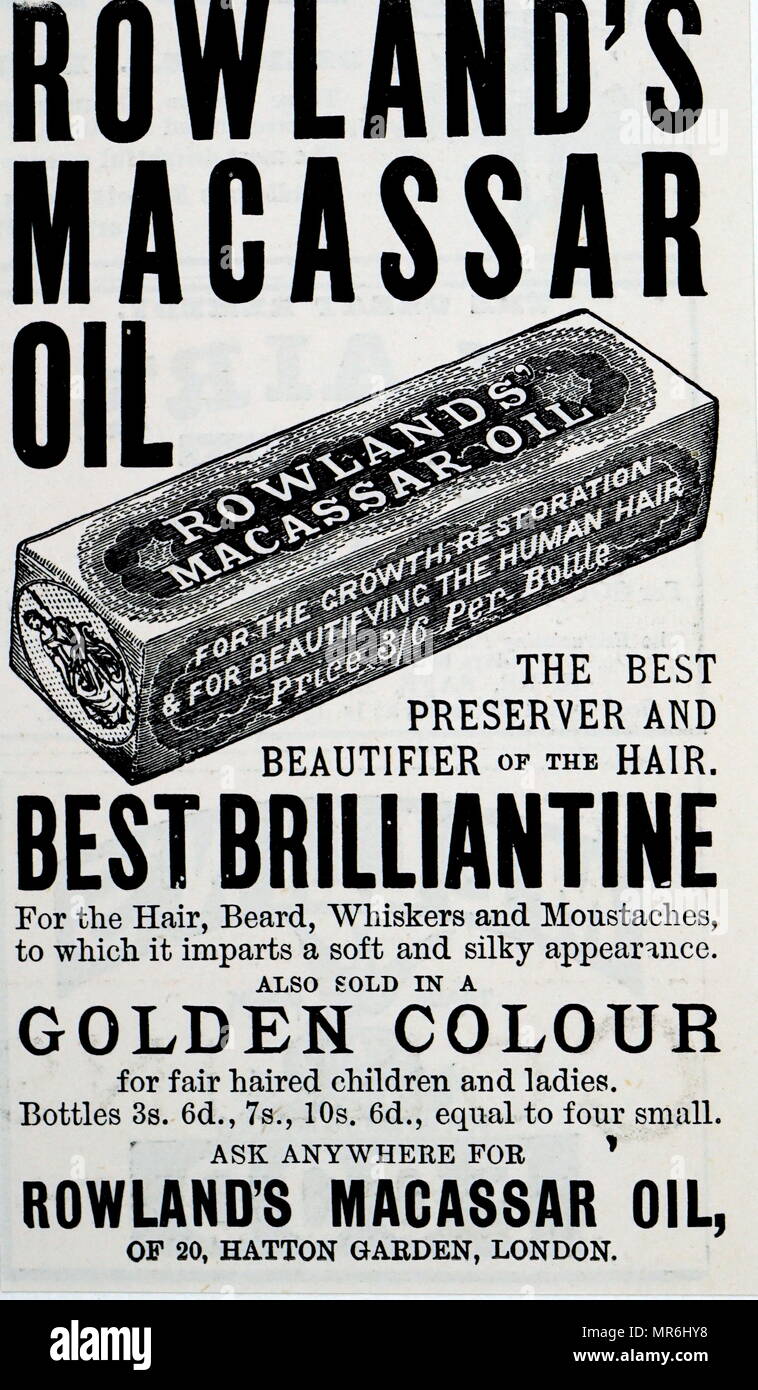 ROWLAND'S
MACASSAR
OIL
ROWLANDS'
MACASSAR OIL
FOR THE GROWTH, RESTORATION
& FOR BEAUTIFYING THE HUMAN HAIR
Price 3/6 Per Bottle
THE BEST
PRESERVER AND
BEAUTIFIER OF THE HAIR.
BEST BRILLIANTINE
For the Hair, Beard, Whiskers and Moustaches,
to which it imparts a soft and silky appearance.
ALSO SOLD IN A
GOLDEN COLOUR
for fair haired children and ladies.
Bottles 3s. 6d., 7s., 10s. 6d., equal to four small.
ASK ANYWHERE FOR
ROWLAND'S MACASSAR OIL,
OF 20, HATTON GARDEN, LONDON.
alamy
Image ID: MR6HY8
www.alamy.com